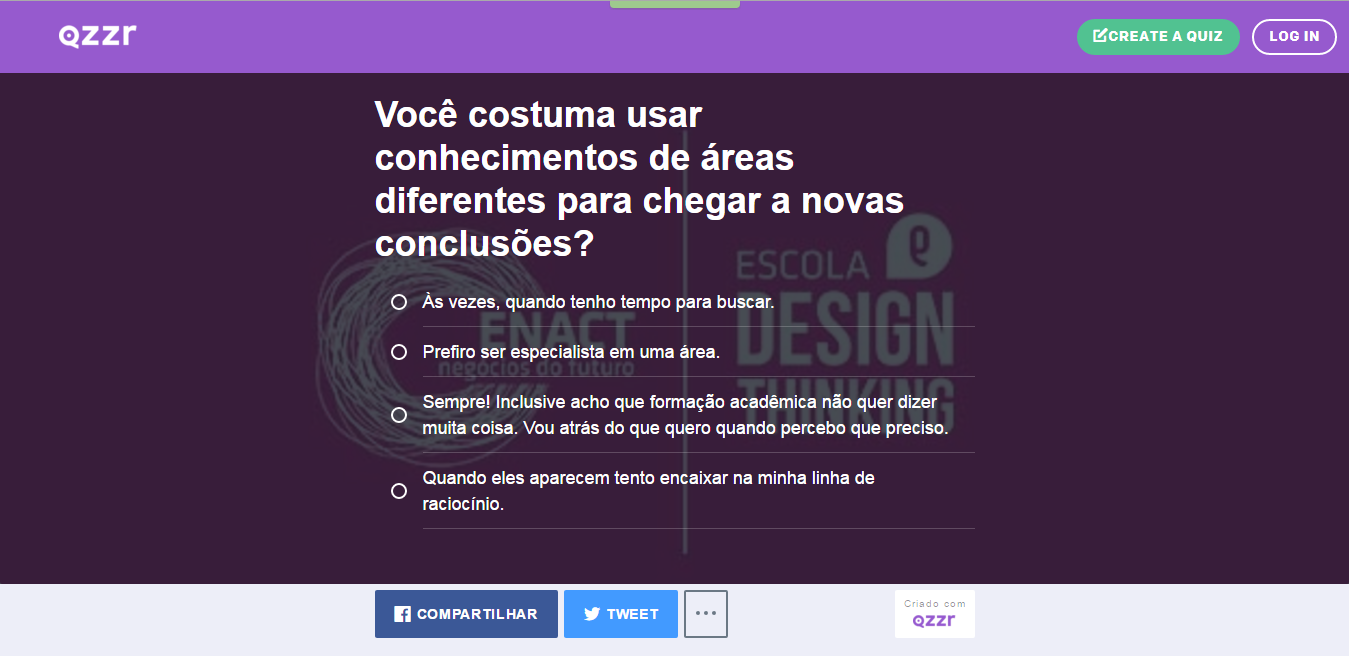 qzzr
CREATE A QUIZ
LOG IN
Você costuma usar
conhecimentos de áreas
diferentes para chegar a novas
conclusões?
ESCOLA e
DESIGN
THINKING
ENACT
negócios do futuro
Às vezes, quando tenho tempo para buscar.
Prefiro ser especialista em uma área.
Sempre! Inclusive acho que formação acadêmica não quer dizer
muita coisa. Vou atrás do que quero quando percebo que preciso.
Quando eles aparecem tento encaixar na minha linha de
raciocínio.
COMPARTILHAR
TWEET
Criado com
qzzr